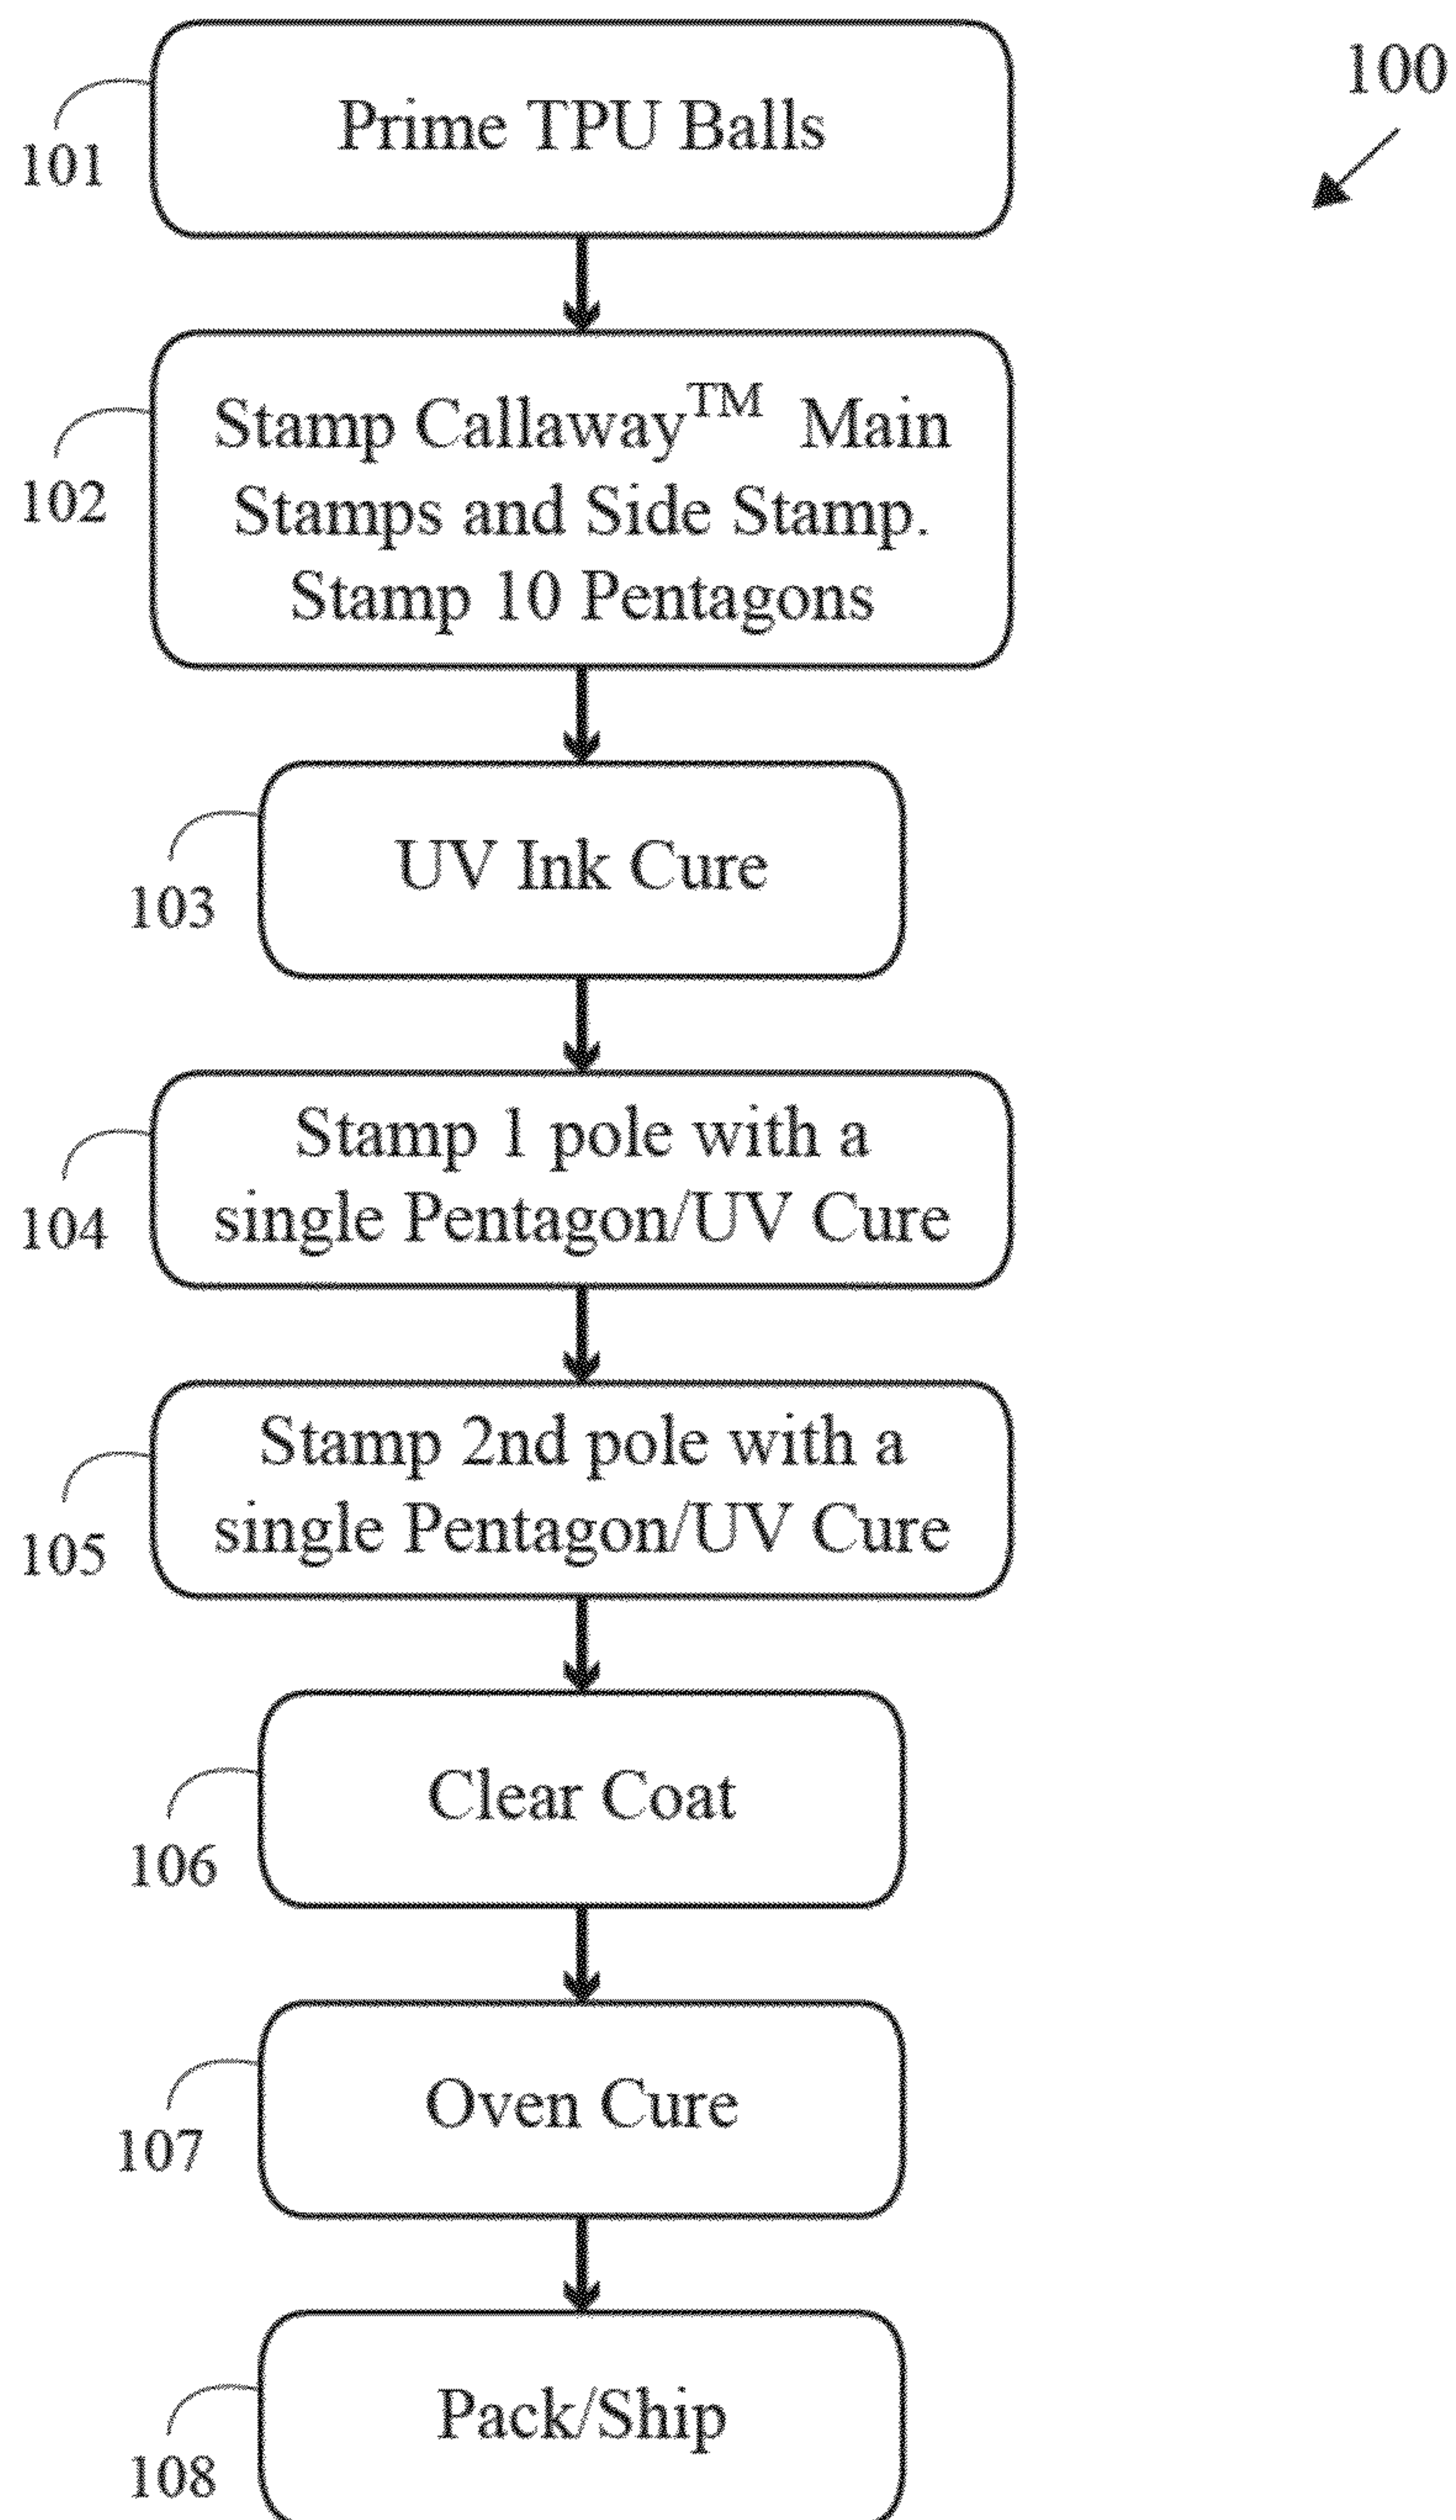 100
Prime TPU Balls
101
Stamp Callaway™ Main
Stamps and Side Stamp.
Stamp 10 Pentagons
102
UV Ink Cure
103
Stamp 1 pole with a
single Pentagon/UV Cure
104
Stamp 2nd pole with a
single Pentagon/UV Cure
105
Clear Coat
106
Oven Cure
107
Pack/Ship
108